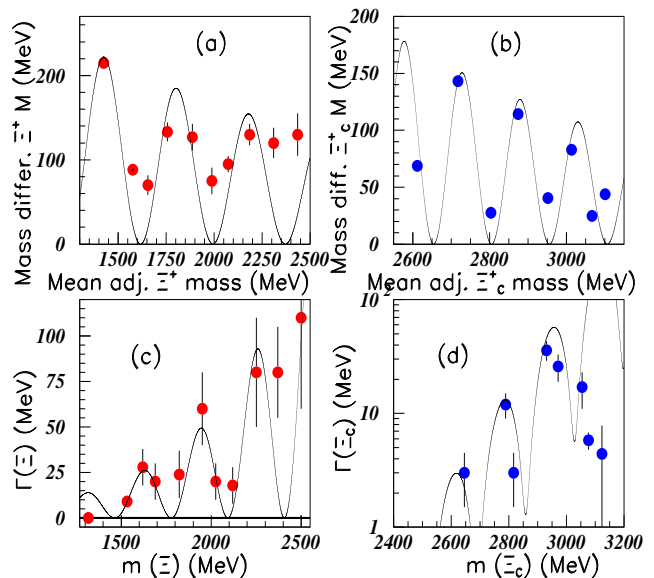 (a)
Mass differ. Ξ⁺ M (MeV)
200
100
0
1500 1750 2000 2250 2500
Mean adj. Ξ⁺ mass (MeV)
(b)
Mass diff. Ξ⁺c M (MeV)
200
150
100
50
0
2600 2800 3000
Mean adj. Ξ⁺c mass (MeV)
(c)
Γ(Ξ) (MeV)
100
75
50
25
0
1500 1750 2000 2250 2500
m (Ξ) (MeV)
(d)
Γ(Ξc) (MeV)
10²
10
1
2400 2600 2800 3000 3200
m (Ξc) (MeV)